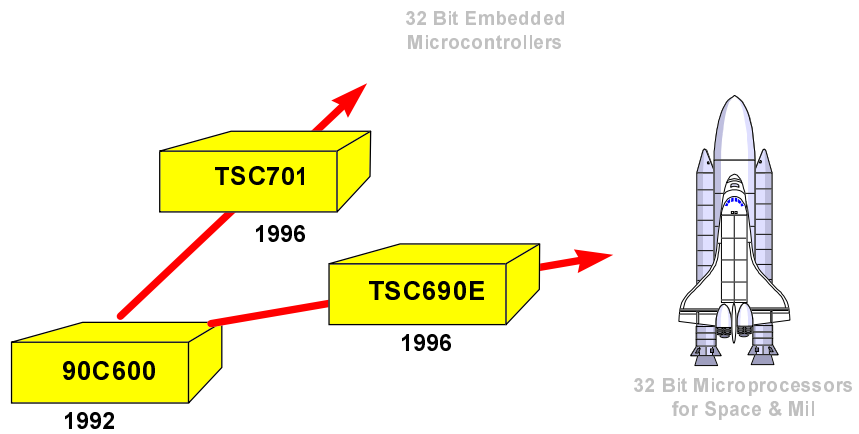 32 Bit Embedded
Microcontrollers
TSC701
1996
TSC690E
1996
90C600
1992
32 Bit Microprocessors
for Space & Mil